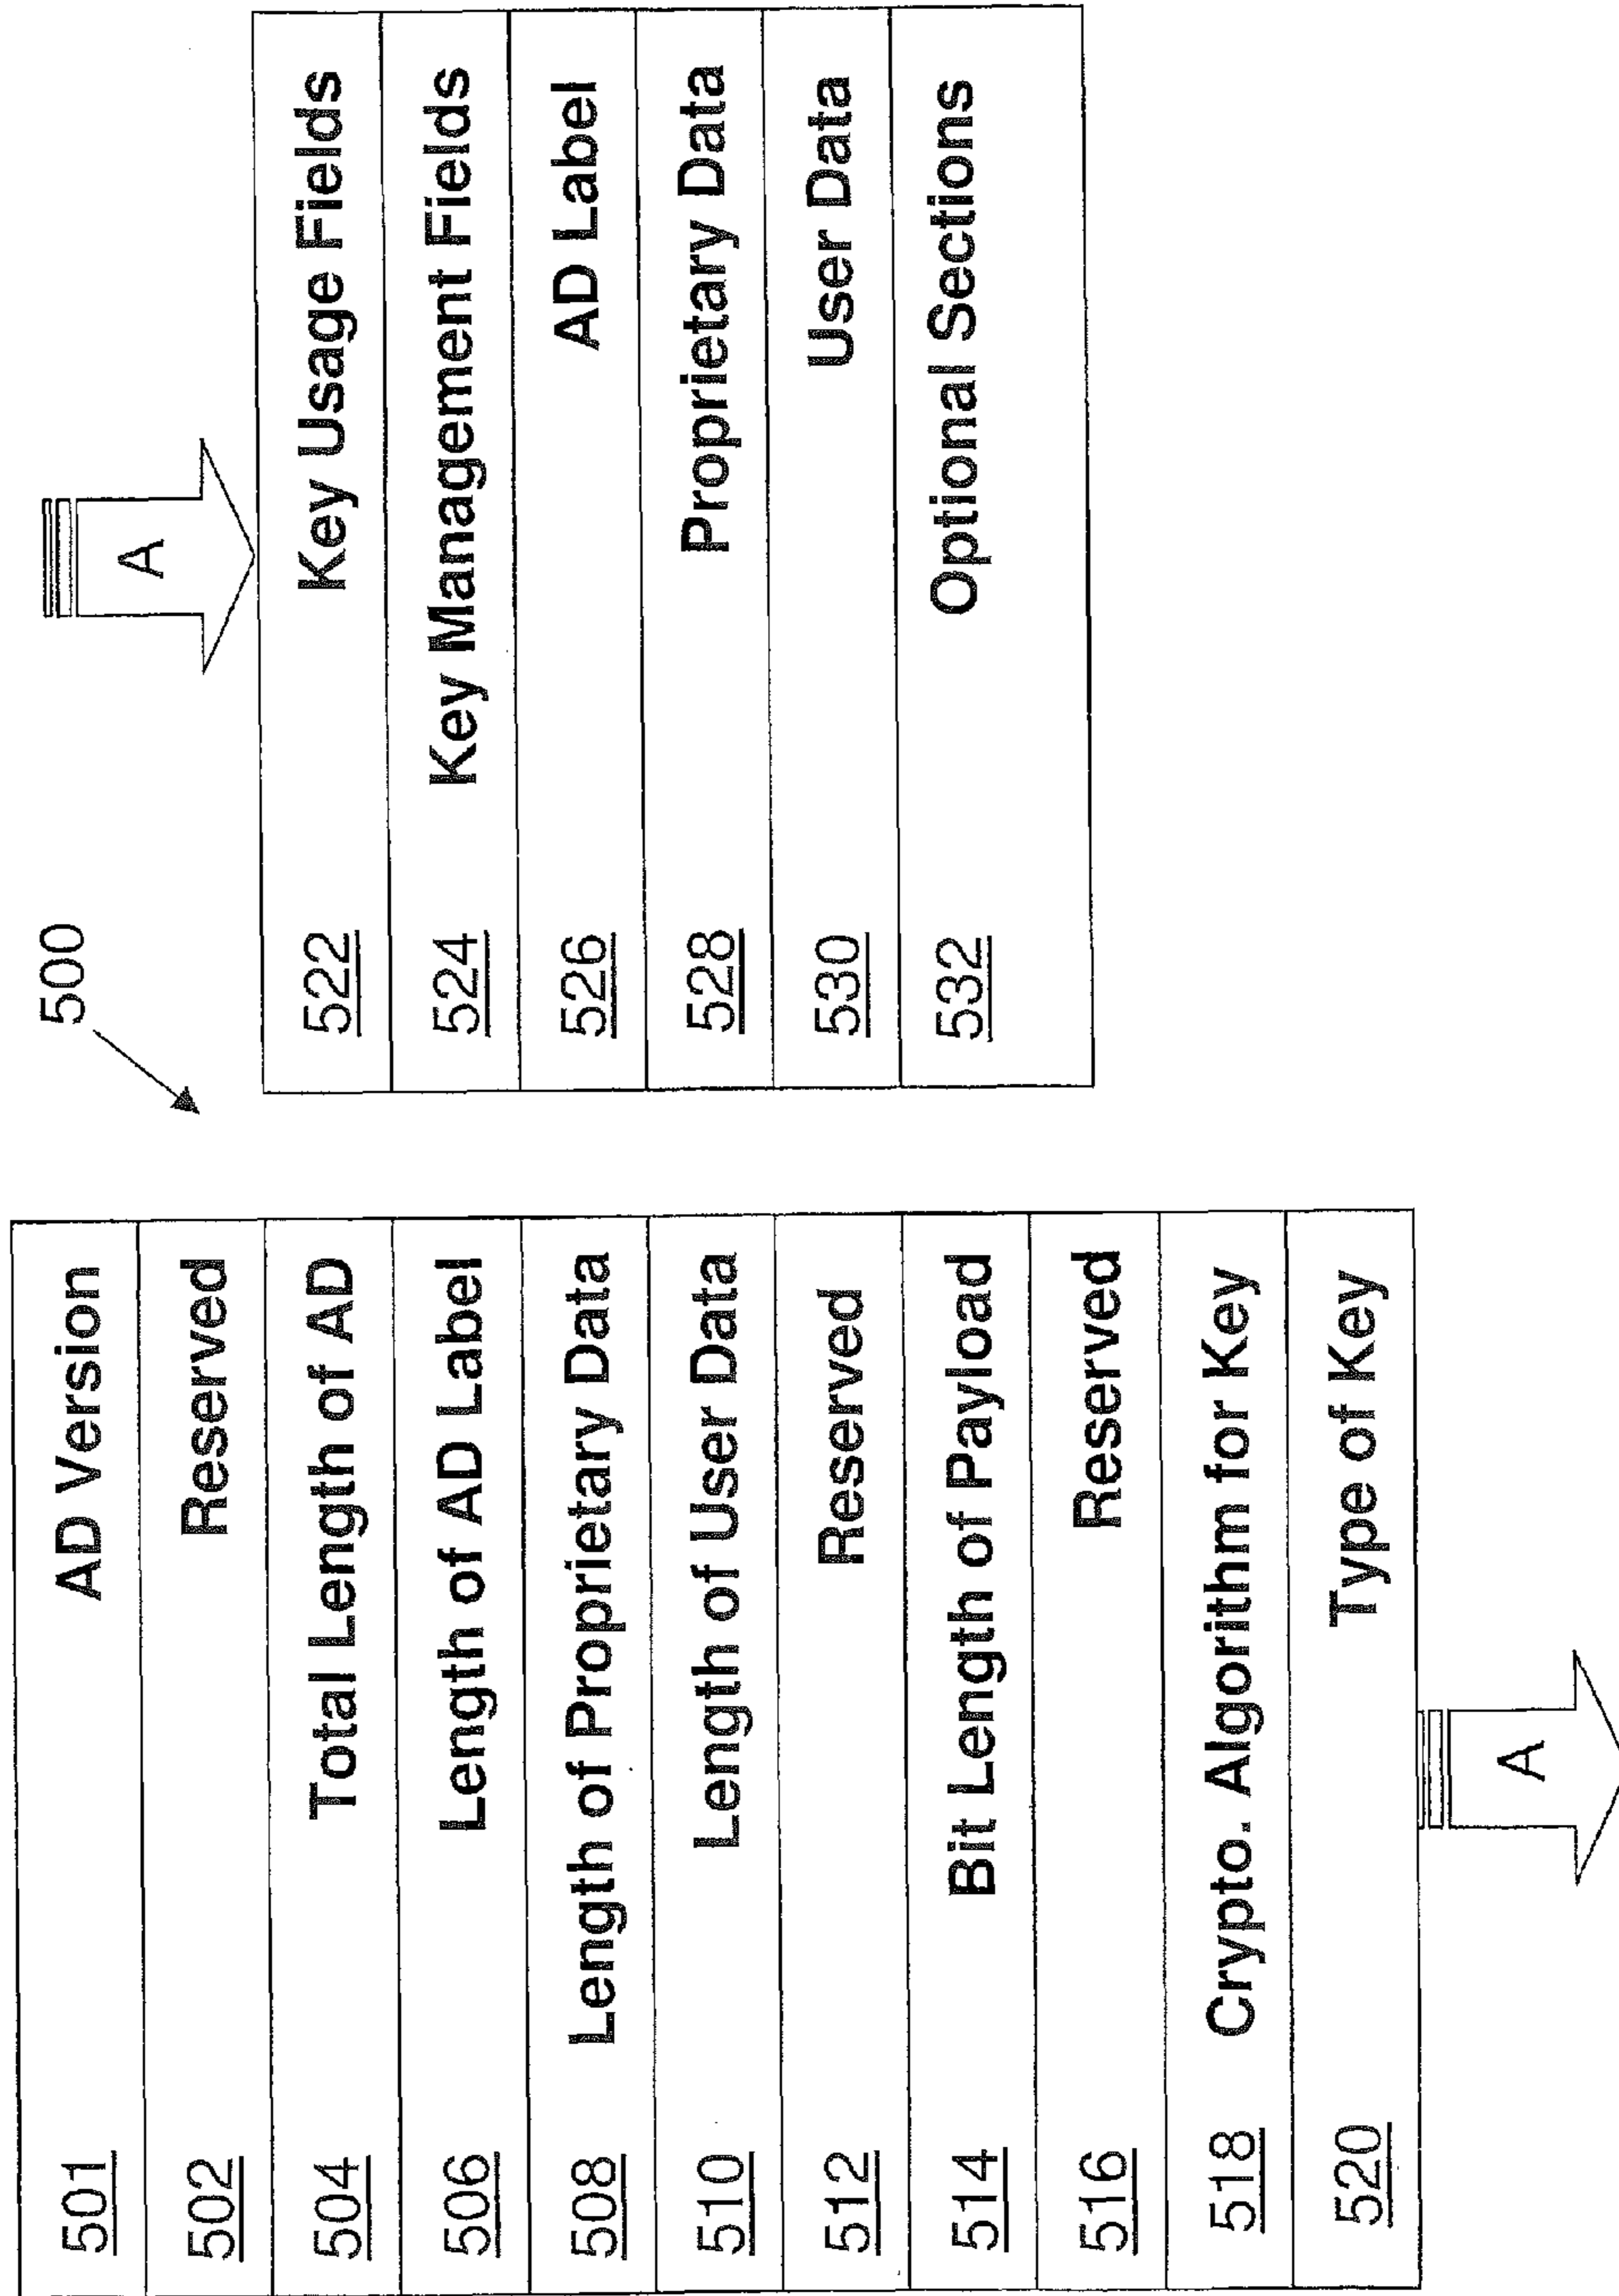 500
501 AD Version
502 Reserved
504 Total Length of AD
506 Length of AD Label
508 Length of Proprietary Data
510 Length of User Data
512 Reserved
514 Bit Length of Payload
516 Reserved
518 Crypto. Algorithm for Key
520 Type of Key
A
A
522 Key Usage Fields
524 Key Management Fields
526 AD Label
528 Proprietary Data
530 User Data
532 Optional Sections